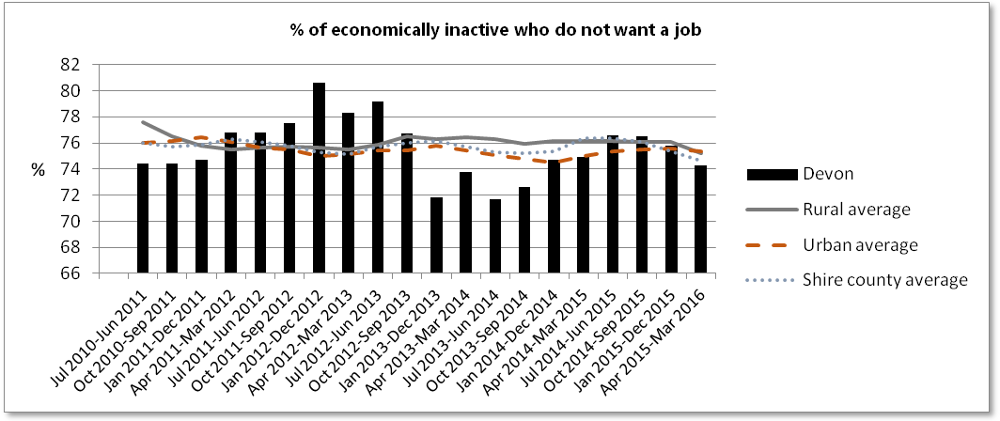 % of economically inactive who do not want a job
82
80
78
76
74
72
70
68
66
%
Jul 2010-Jun 2011
Oct 2010-Sep 2011
Jan 2011-Dec 2011
Apr 2011-Mar 2012
Jul 2011-Jun 2012
Oct 2011-Sep 2012
Jan 2012-Dec 2012
Apr 2012-Mar 2013
Jul 2012-Jun 2013
Oct 2012-Sep 2013
Jan 2013-Dec 2013
Apr 2013-Mar 2014
Jul 2013-Jun 2014
Oct 2013-Sep 2014
Jan 2014-Dec 2014
Apr 2014-Mar 2015
Jul 2014-Jun 2015
Oct 2014-Sep 2015
Jan 2015-Dec 2015
Apr 2015-Mar 2016
Devon
Rural average
Urban average
Shire county average